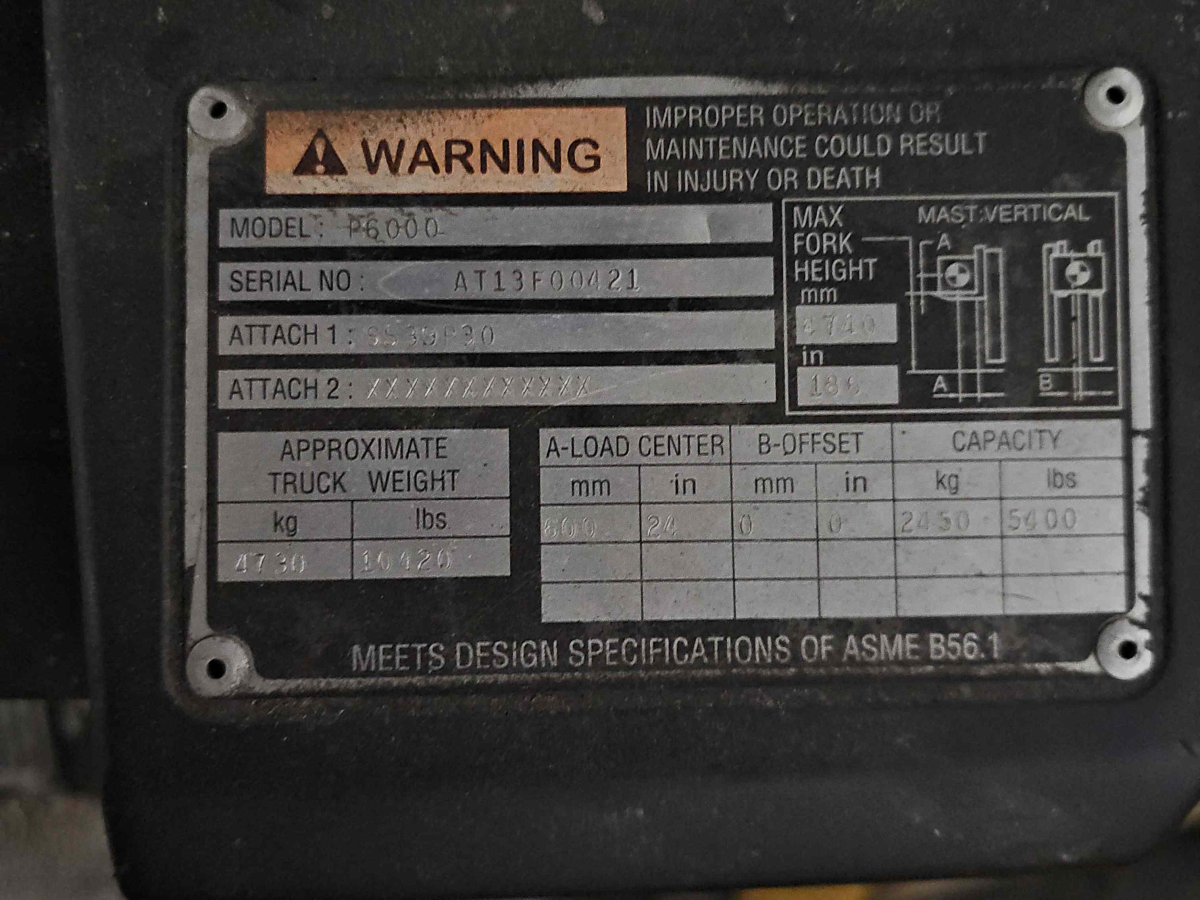 WARNING
IMPROPER OPERATION OR
MAINTENANCE COULD RESULT
IN INJURY OR DEATH
MODEL : P6000
SERIAL NO : AT13F00421
ATTACH 1 :
ATTACH 2 : XXXXXXXXXXXX
MAX
FORK
HEIGHT
mm
4740
in
MAST:VERTICAL
A
A
B
APPROXIMATE
TRUCK WEIGHT
kg lbs
4730 10420
A-LOAD CENTER B-OFFSET CAPACITY
mm in mm in kg lbs
600 24 0 0 2450 5400
MEETS DESIGN SPECIFICATIONS OF ASME B56.1